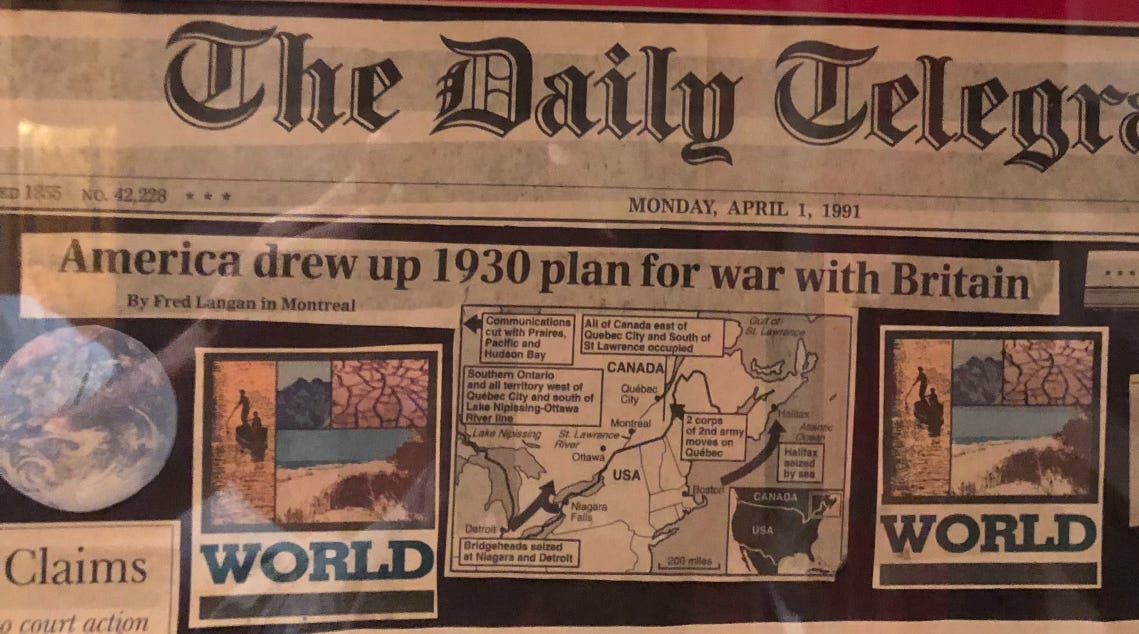 The Daily Telegra
ED 1855 NO. 42,228 ★ ★ ★
MONDAY, APRIL 1, 1991
America drew up 1930 plan for war with Britain
By Fred Langan in Montreal
Communications
cut with Praires,
Pacific and
Hudson Bay
All of Canada east of
Quebec City and South of
St Lawrence occupied
Gulf of
St. Lawrence
Southern Ontario
and all territory west of
Québec City and south of
Lake Nipissing-Ottawa
River line
CANADA
Québec
City
Montreal
Lake Nipissing
St. Lawrence
River
Ottawa
2 corps
of 2nd army
moves on
Québec
Halifax
Atlantic
Ocean
Halifax
seized
by sea
USA
Boston
Niagara
Falls
Detroit
Bridgeheads seized
at Niagara and Detroit
200 miles
CANADA
USA
WORLD
WORLD
Claims
o court action